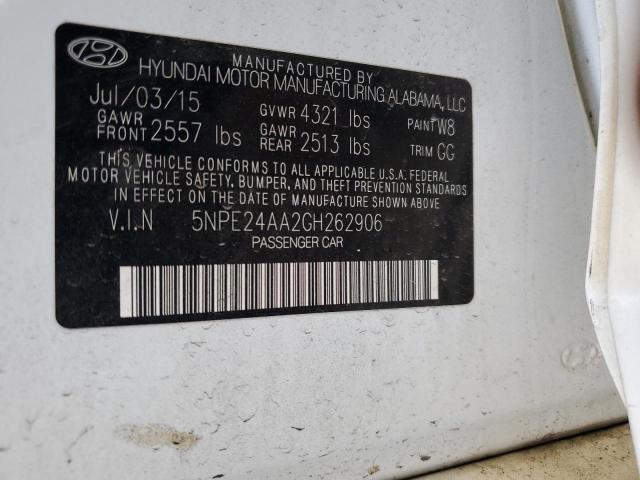 MANUFACTURED BY
HYUNDAI MOTOR MANUFACTURING ALABAMA, LLC
Jul/03/15 GVWR 4321 lbs PAINT W8
GAWR FRONT 2557 lbs GAWR REAR 2513 lbs TRIM GG
THIS VEHICLE CONFORMS TO ALL APPLICABLE U.S.A. FEDERAL
MOTOR VEHICLE SAFETY, BUMPER, AND THEFT PREVENTION STANDARDS
IN EFFECT ON THE DATE OF MANUFACTURE SHOWN ABOVE.
V.I.N 5NPE24AA2GH262906
PASSENGER CAR